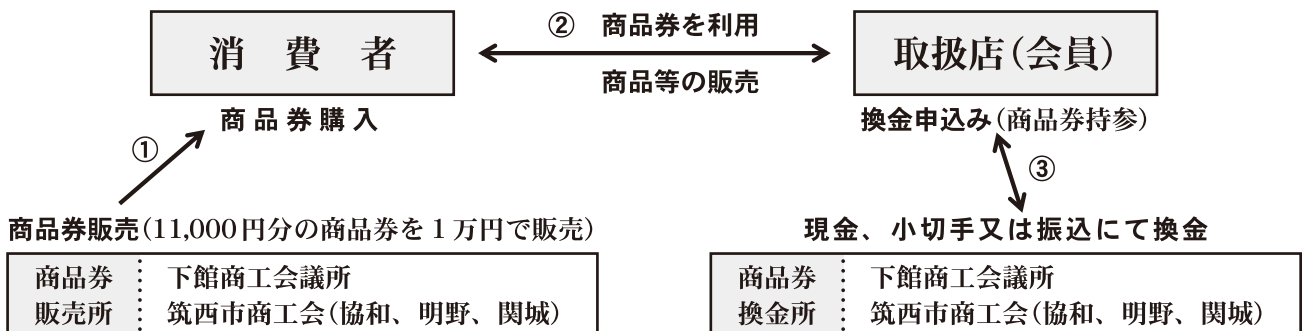 消 費 者
② 商品券を利用
取扱店(会員)
商品等の販売
商品券購入
換金申込み(商品券持参)
①
③
商品券販売(11,000円分の商品券を1万円で販売)
現金、小切手又は振込にて換金
商品券 下館商工会議所
販売所 筑西市商工会(協和、明野、関城)
商品券 下館商工会議所
換金所 筑西市商工会(協和、明野、関城)